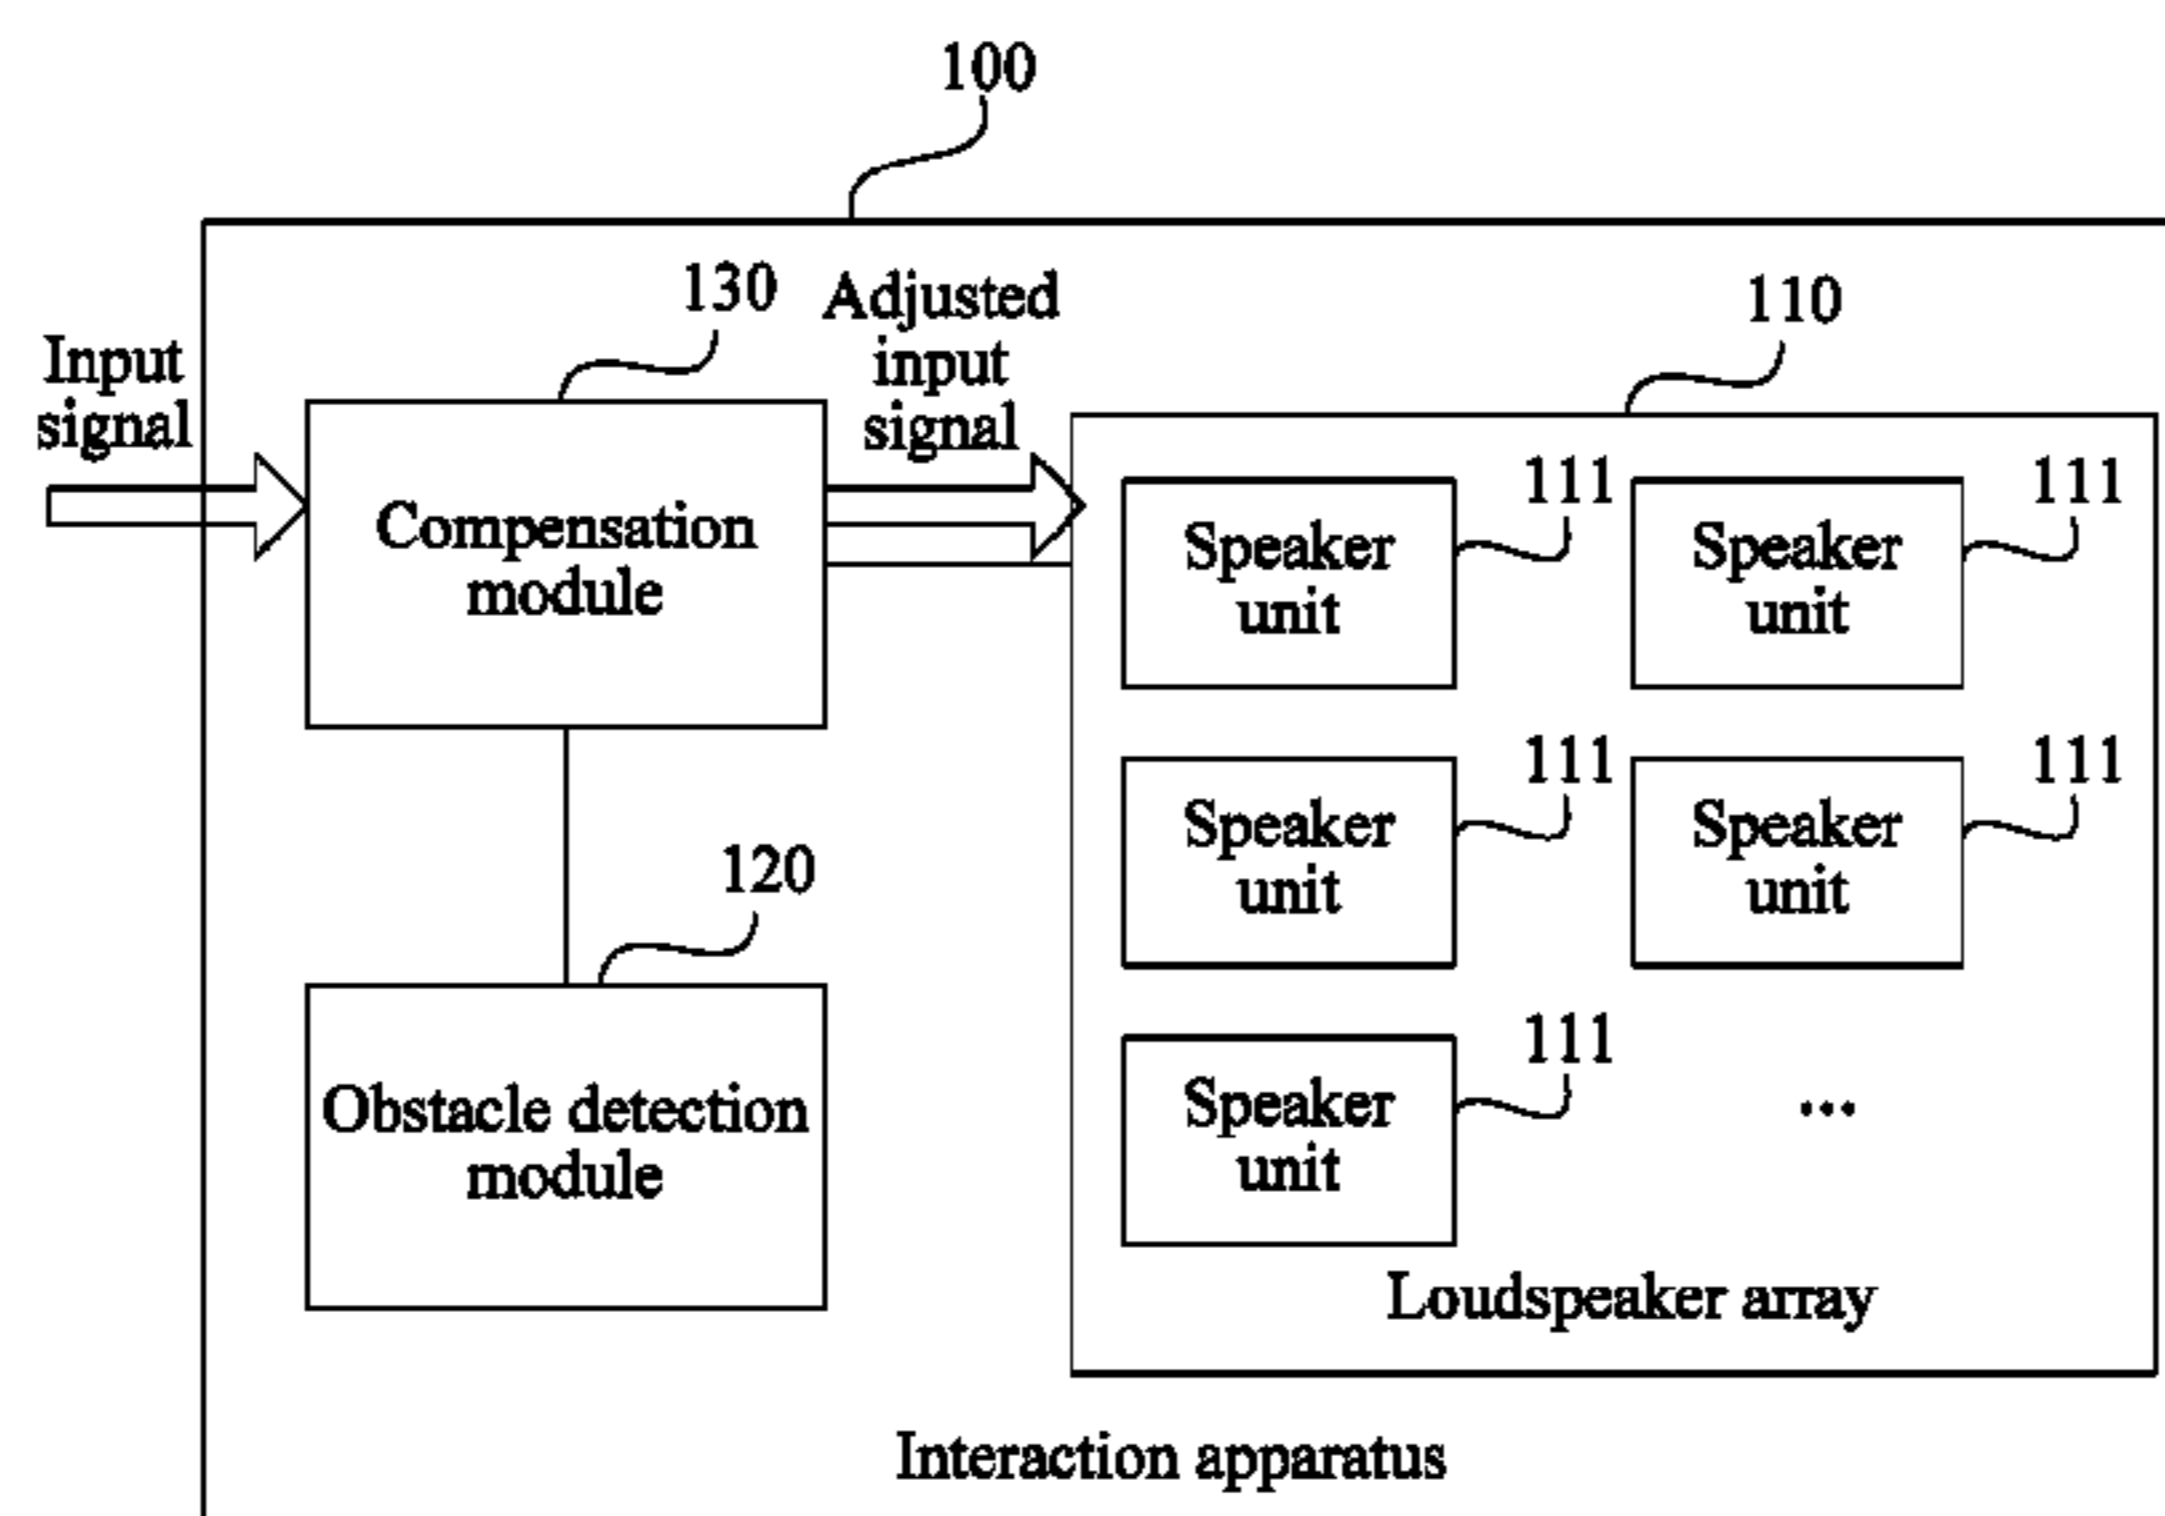 100
130
Adjusted
input
signal
110
Input
signal
Compensation
module
111
Speaker
unit
111
Speaker
unit
111
Speaker
unit
111
Speaker
unit
120
Obstacle detection
module
111
Speaker
unit
...
Loudspeaker array
Interaction apparatus